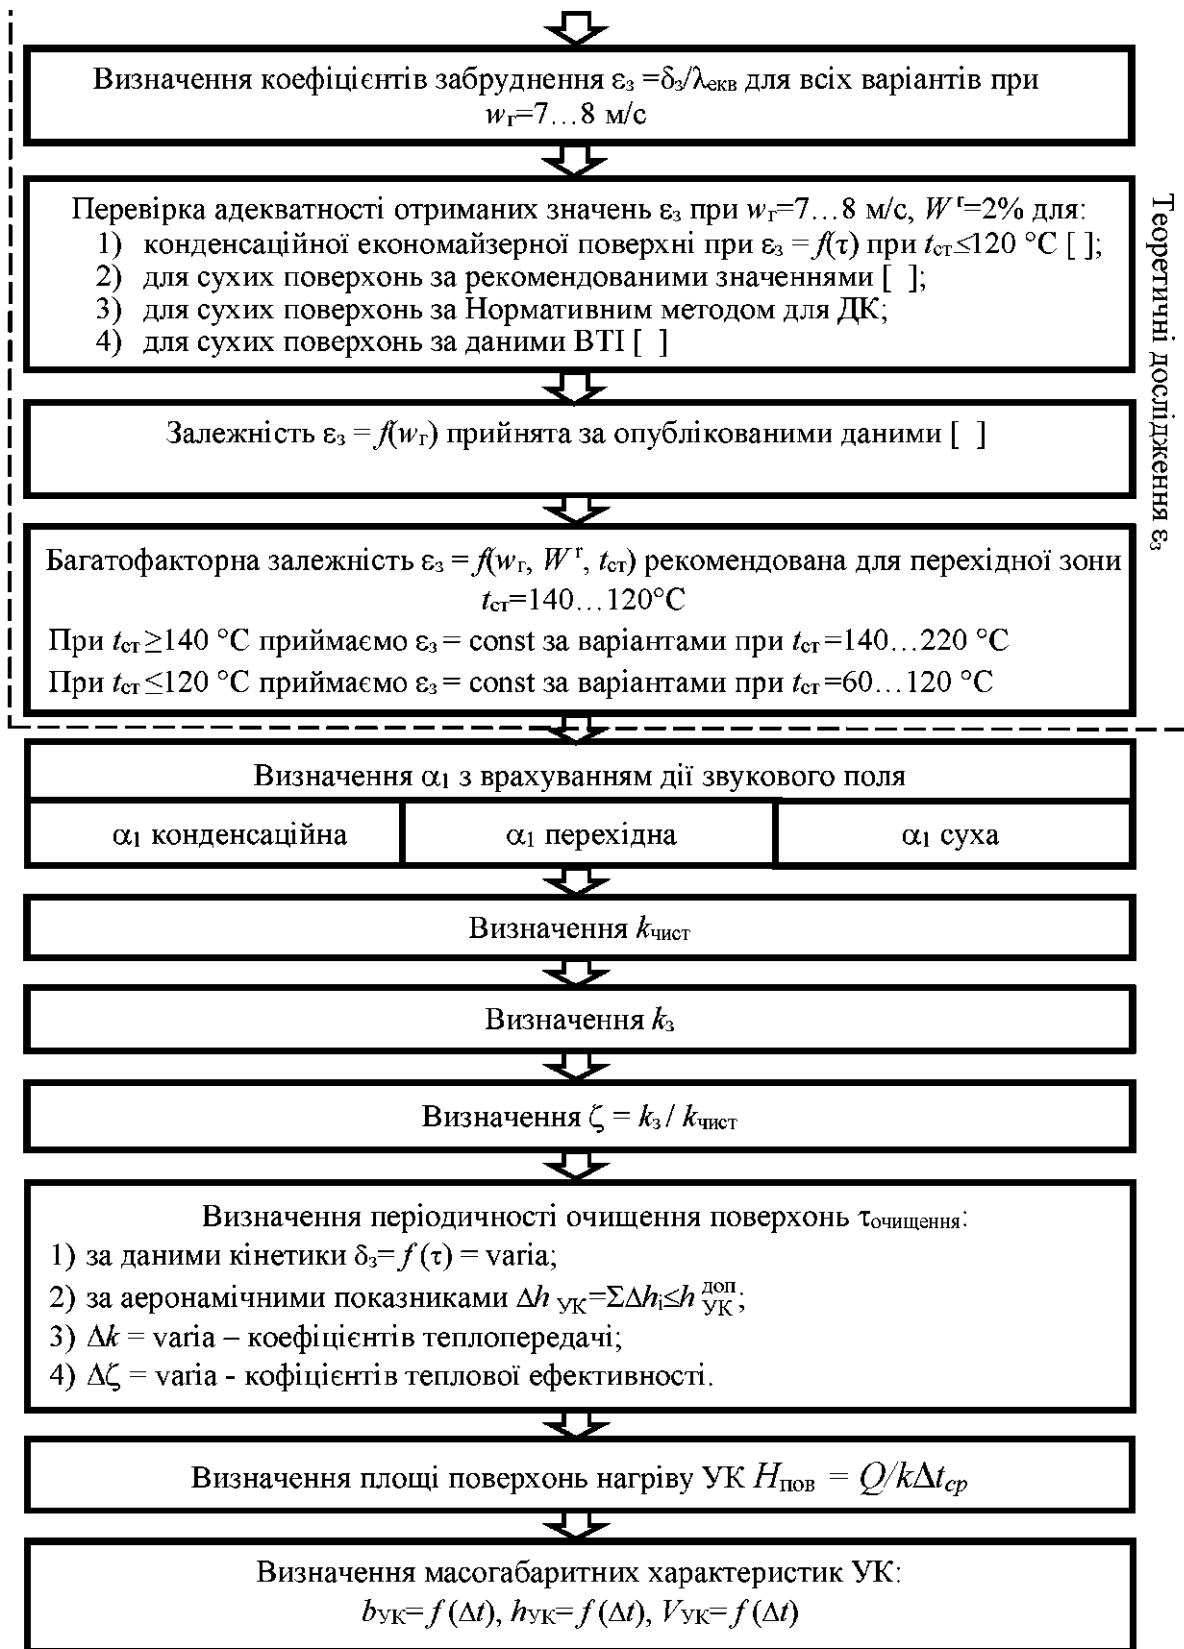 Визначення коефіцієнтів забруднення ε₃ =δ₃/λекв для всіх варіантів при
wг=7…8 м/с
Перевірка адекватності отриманих значень ε₃ при wг=7…8 м/с, Wʳ=2% для:
1) конденсаційної економайзерної поверхні при ε₃ = f(τ) при tст≤120 °C [ ];
2) для сухих поверхонь за рекомендованими значеннями [ ];
3) для сухих поверхонь за Нормативним методом для ДК;
4) для сухих поверхонь за даними ВТІ [ ]
Залежність ε₃ = f(wг) прийнята за опублікованими даними [ ]
Багатофакторна залежність ε₃ = f(wг, Wʳ, tст) рекомендована для перехідної зони
tст=140…120°C
При tст ≥140 °C приймаємо ε₃ = const за варіантами при tст =140…220 °C
При tст ≤120 °C приймаємо ε₃ = const за варіантами при tст=60…120 °C
Теоретичні дослідження ε₃
Визначення α₁ з врахуванням дії звукового поля
α₁ конденсаційна
α₁ перехідна
α₁ суха
Визначення kчист
Визначення k₃
Визначення ζ = k₃ / kчист
Визначення періодичності очищення поверхонь τочищення:
1) за даними кінетики δ₃= f (τ) = varia;
2) за аеронамічними показниками Δh УК=ΣΔhi≤h УК доп;
3) Δk = varia – коефіцієнтів теплопередачі;
4) Δζ = varia - кофіцієнтів теплової ефективності.
Визначення площі поверхонь нагріву УК Hпов = Q/kΔtср
Визначення масогабаритних характеристик УК:
bУК= f (Δt), hУК= f (Δt), VУК= f (Δt)